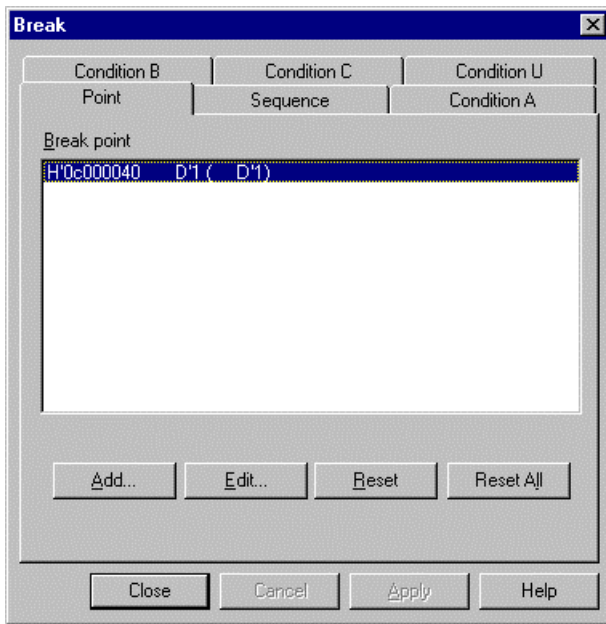 Break
Condition B Condition C Condition U
Point Sequence Condition A
Break point
H'0c000040 D'1 ( D'1)
Add... Edit... Reset Reset All
Close Cancel Apply Help